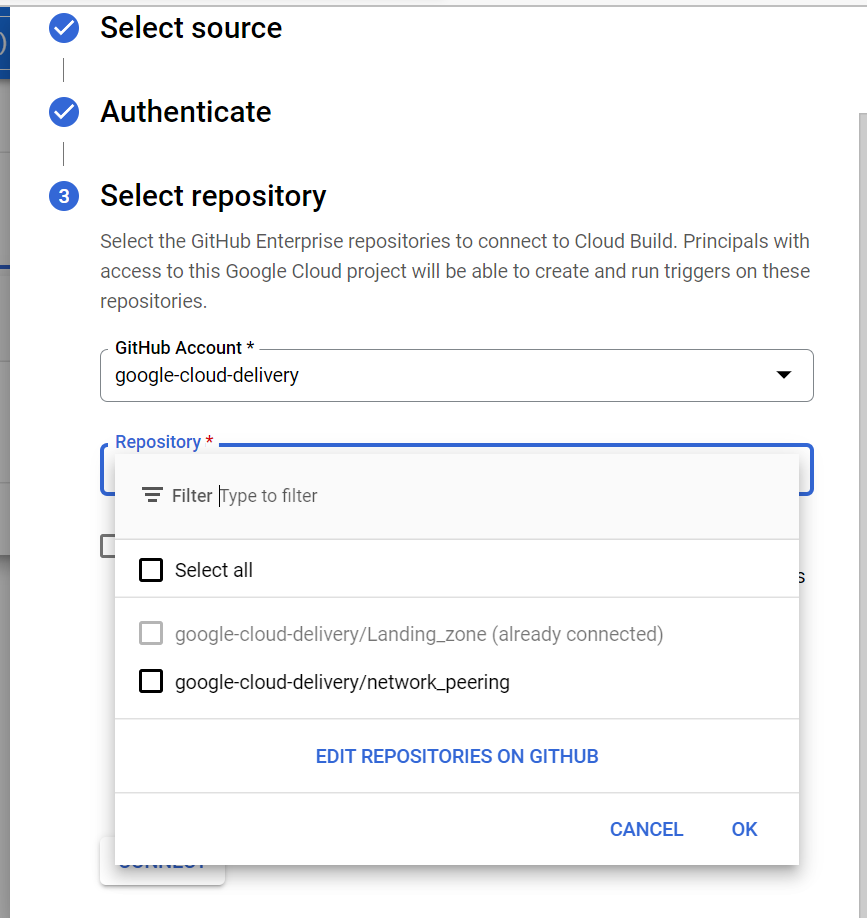 Select source
Authenticate
3 Select repository
Select the GitHub Enterprise repositories to connect to Cloud Build. Principals with
access to this Google Cloud project will be able to create and run triggers on these
repositories.
GitHub Account *
google-cloud-delivery
Repository *
Filter Type to filter
Select all
google-cloud-delivery/Landing_zone (already connected)
google-cloud-delivery/network_peering
EDIT REPOSITORIES ON GITHUB
CANCEL OK
CONNECT